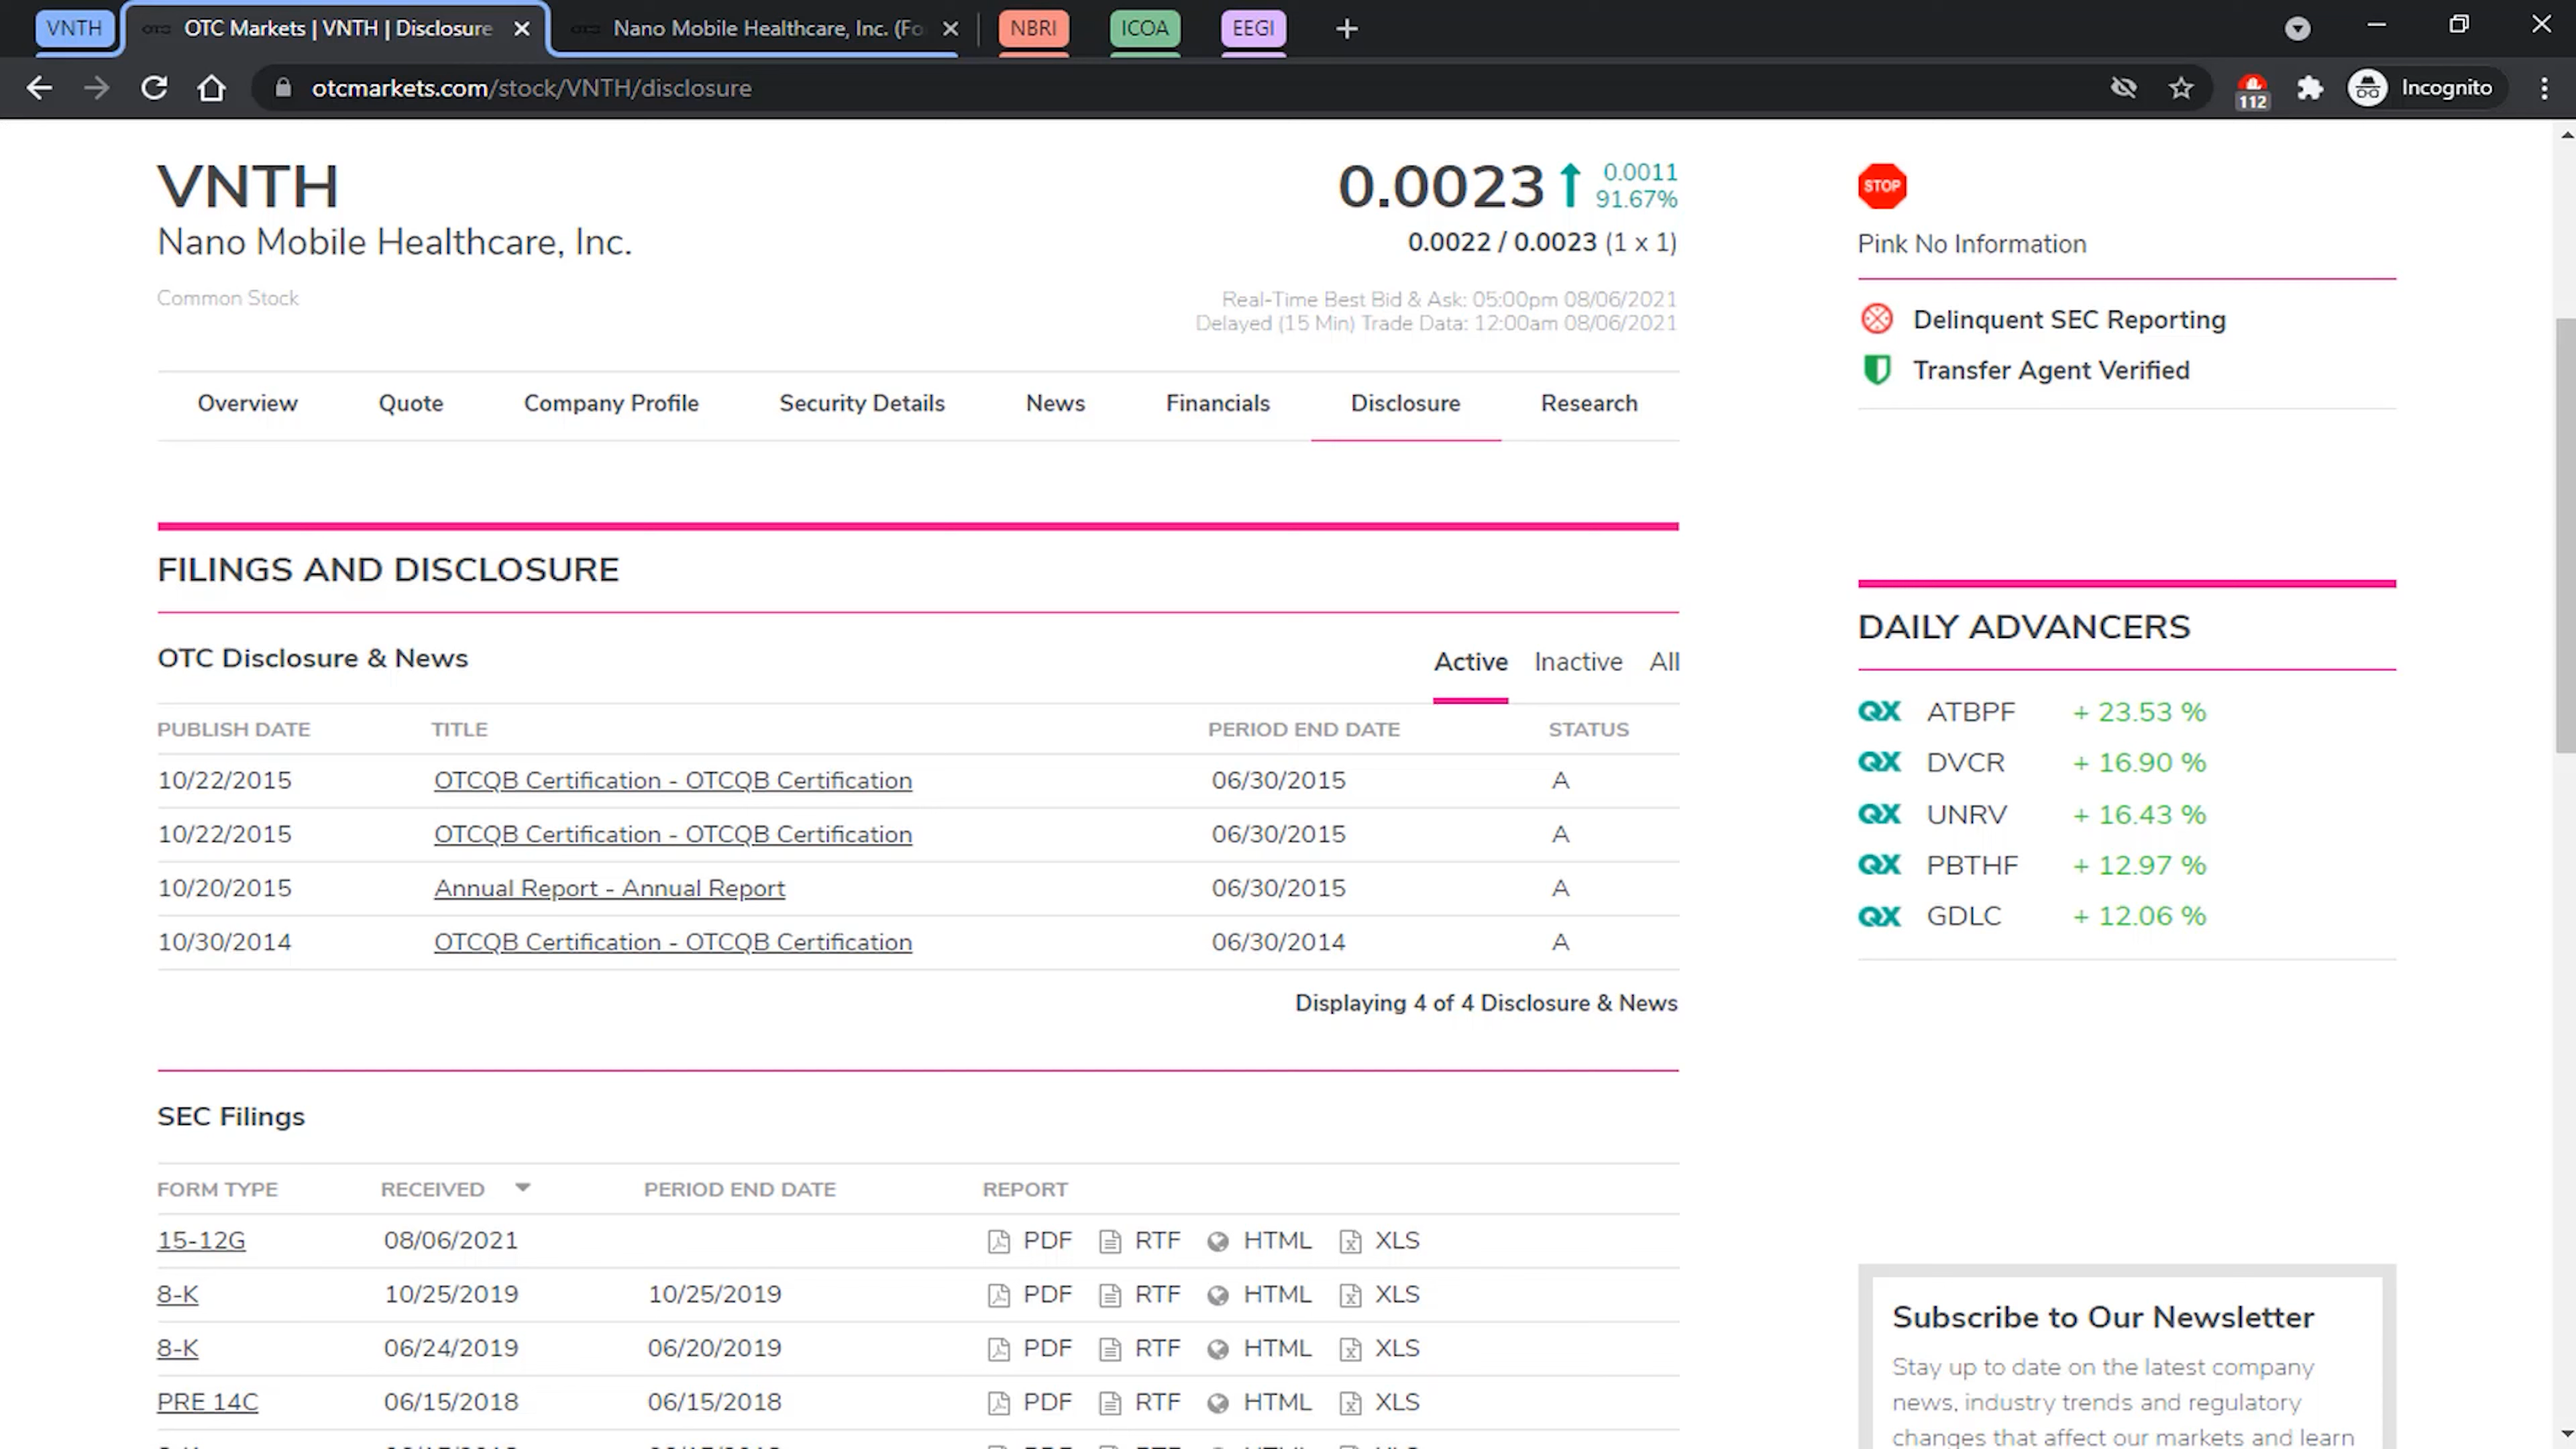 VNTH
OTC Markets | VNTH | Disclosure
Nano Mobile Healthcare, Inc. (Fo
NBRI
ICOA
EEGI
otcmarkets.com/stock/VNTH/disclosure
112
Incognito
VNTH
Nano Mobile Healthcare, Inc.
Common Stock
0.0023
0.0011
91.67%
0.0022 / 0.0023 (1 x 1)
Real-Time Best Bid & Ask: 05:00pm 08/06/2021
Delayed (15 Min) Trade Data: 12:00am 08/06/2021
STOP
Pink No Information
Delinquent SEC Reporting
Transfer Agent Verified
Overview Quote Company Profile Security Details News Financials Disclosure Research
FILINGS AND DISCLOSURE
OTC Disclosure & News
Active Inactive All
PUBLISH DATE TITLE PERIOD END DATE STATUS
10/22/2015 OTCQB Certification - OTCQB Certification 06/30/2015 A
10/22/2015 OTCQB Certification - OTCQB Certification 06/30/2015 A
10/20/2015 Annual Report - Annual Report 06/30/2015 A
10/30/2014 OTCQB Certification - OTCQB Certification 06/30/2014 A
Displaying 4 of 4 Disclosure & News
SEC Filings
FORM TYPE RECEIVED PERIOD END DATE REPORT
15-12G 08/06/2021 PDF RTF HTML XLS
8-K 10/25/2019 10/25/2019 PDF RTF HTML XLS
8-K 06/24/2019 06/20/2019 PDF RTF HTML XLS
PRE 14C 06/15/2018 06/15/2018 PDF RTF HTML XLS
DAILY ADVANCERS
QX ATBPF + 23.53 %
QX DVCR + 16.90 %
QX UNRV + 16.43 %
QX PBTHF + 12.97 %
QX GDLC + 12.06 %
Subscribe to Our Newsletter
Stay up to date on the latest company
news, industry trends and regulatory
changes that affect our markets and learn